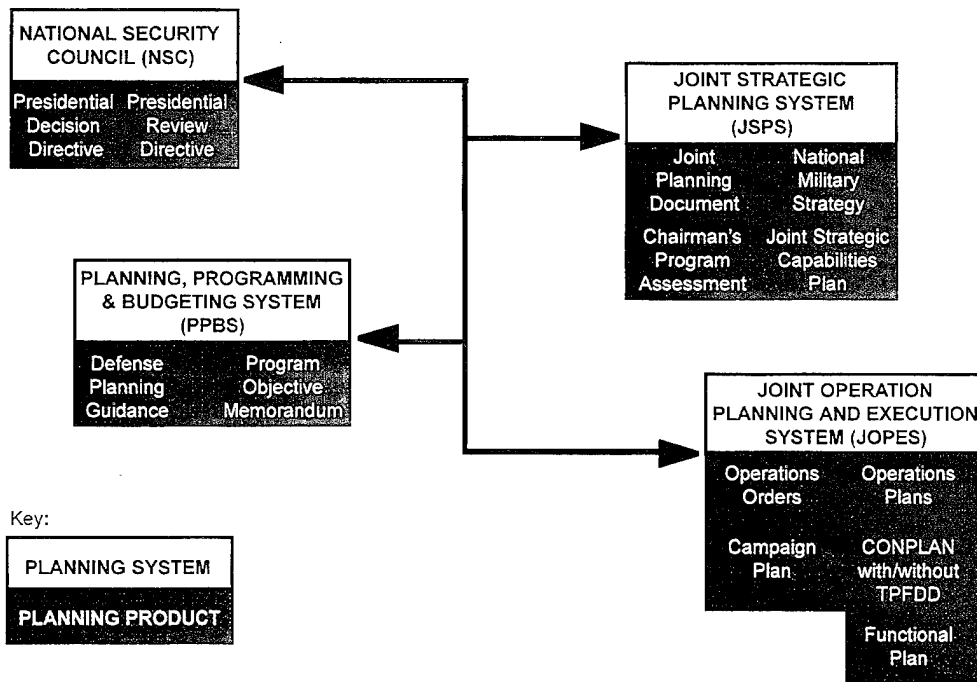 NATIONAL SECURITY
COUNCIL (NSC)
Presidential Presidential
Decision Review
Directive Directive
JOINT STRATEGIC
PLANNING SYSTEM
(JSPS)
Joint National
Planning Military
Document Strategy
Chairman's Joint Strategic
Program Capabilities
Assessment Plan
PLANNING, PROGRAMMING
& BUDGETING SYSTEM
(PPBS)
Defense Program
Planning Objective
Guidance Memorandum
JOINT OPERATION
PLANNING AND EXECUTION
SYSTEM (JOPES)
Operations Operations
Orders Plans
Campaign CONPLAN
Plan with/without
TPFDD
Functional
Plan
Key:
PLANNING SYSTEM
PLANNING PRODUCT